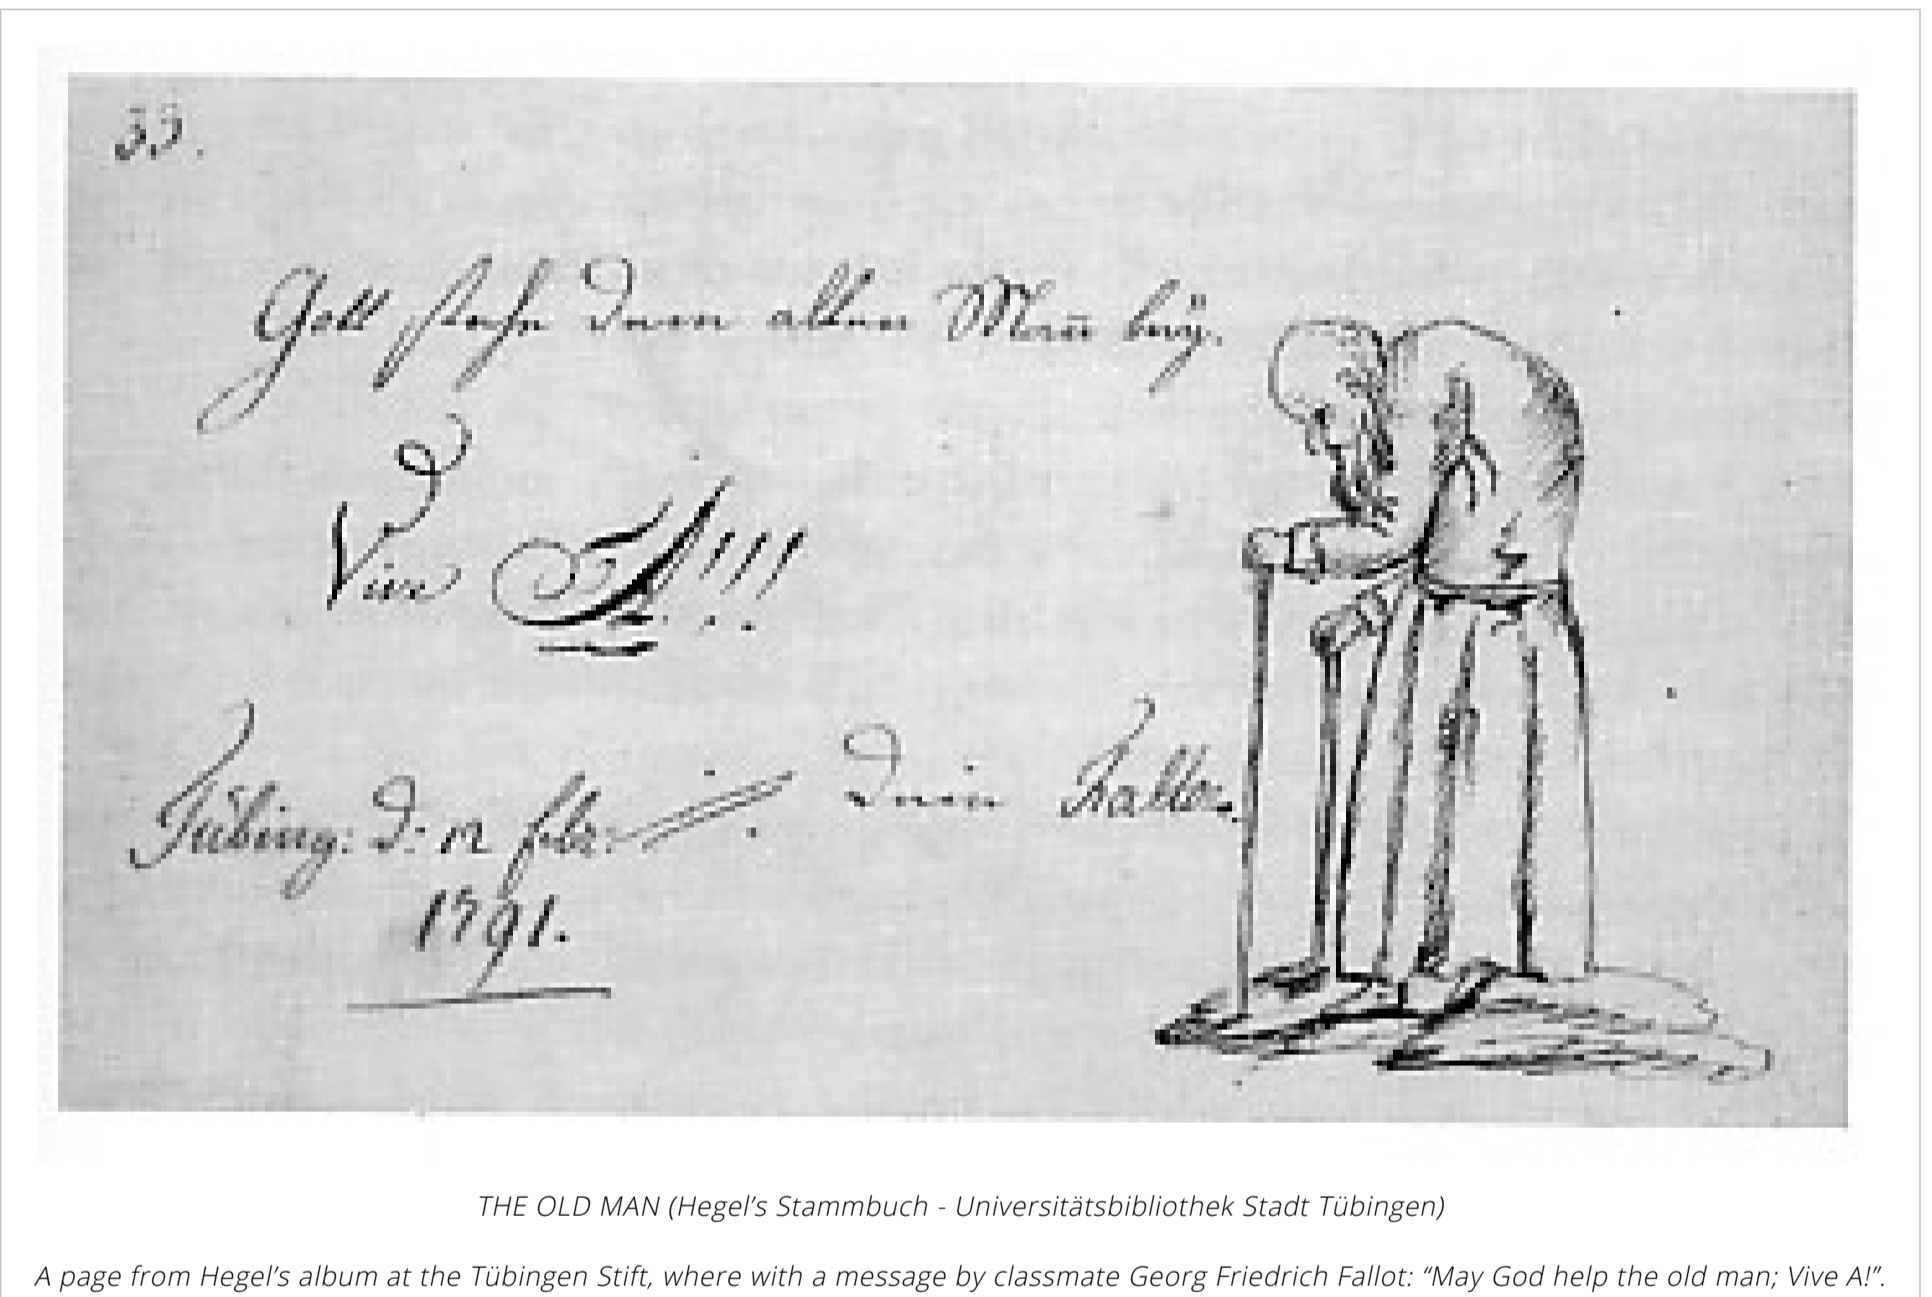 33.
Gott stehe dem alten Man̄ bey.
Vive A!!!
Tübing: d: 12 febr. Dein Fallot.
1791.
THE OLD MAN (Hegel’s Stammbuch - Universitätsbibliothek Stadt Tübingen)
A page from Hegel’s album at the Tübingen Stift, where with a message by classmate Georg Friedrich Fallot: “May God help the old man; Vive A!”.